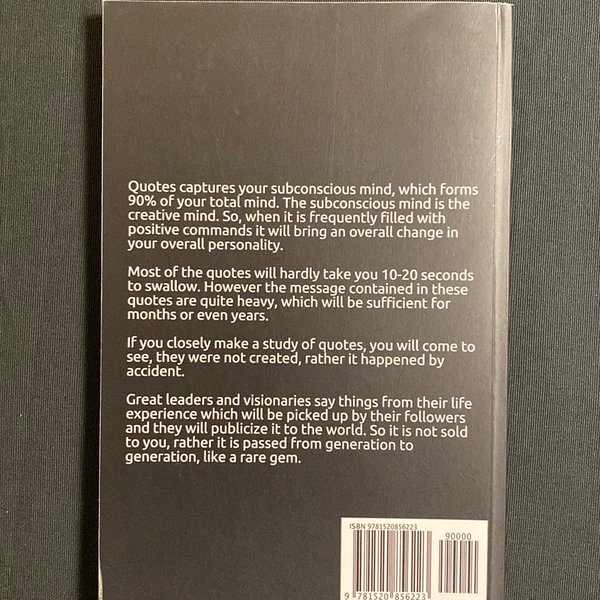 Quotes captures your subconscious mind, which forms
90% of your total mind. The subconscious mind is the
creative mind. So, when it is frequently filled with
positive commands it will bring an overall change in
your overall personality.
Most of the quotes will hardly take you 10-20 seconds
to swallow. However the message contained in these
quotes are quite heavy, which will be sufficient for
months or even years.
If you closely make a study of quotes, you will come to
see, they were not created, rather it happened by
accident.
Great leaders and visionaries say things from their life
experience which will be picked up by their followers
and they will publicize it to the world. So it is not sold
to you, rather it is passed from generation to
generation, like a rare gem.
ISBN 9781520856223
90000
9 781520 856223